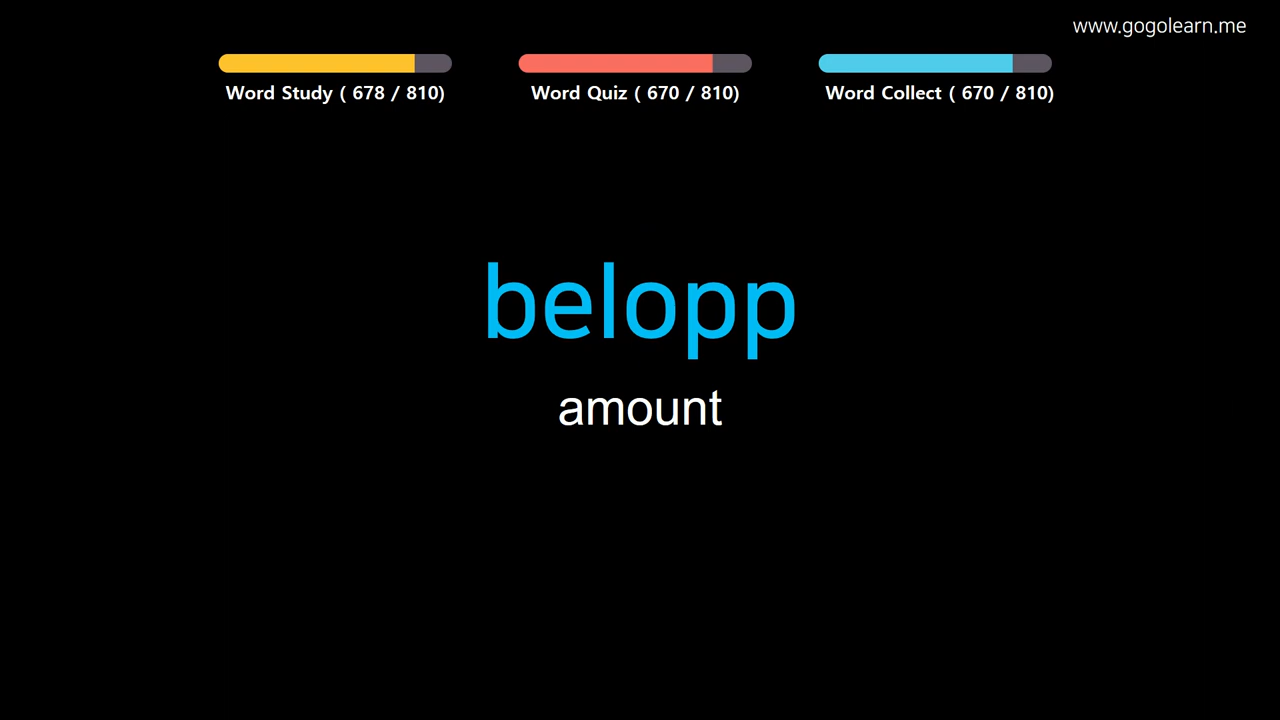 www.gogolearn.me
Word Study ( 678 / 810)
Word Quiz ( 670 / 810)
Word Collect ( 670 / 810)
belopp
amount